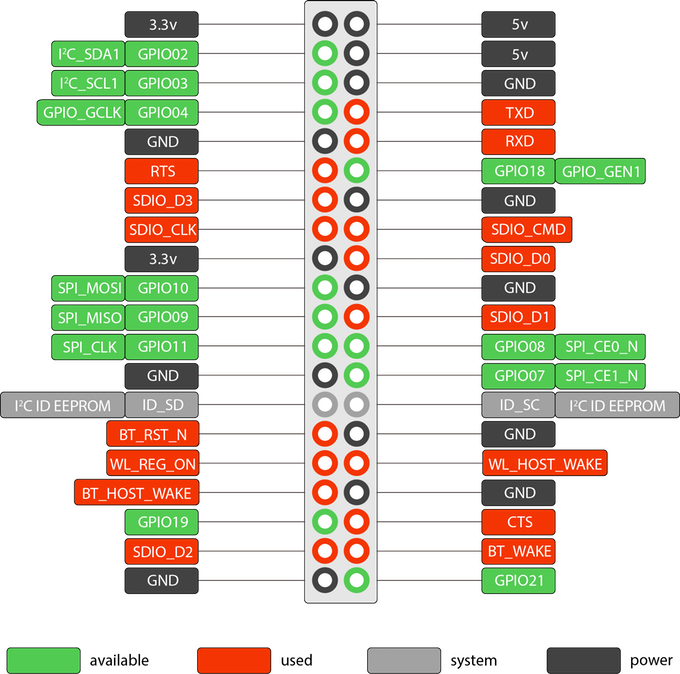 3.3v 5v
I²C_SDA1 GPIO02 5v
I²C_SCL1 GPIO03 GND
GPIO_GCLK GPIO04 TXD
GND RXD
RTS GPIO18 GPIO_GEN1
SDIO_D3 GND
SDIO_CLK SDIO_CMD
3.3v SDIO_D0
SPI_MOSI GPIO10 GND
SPI_MISO GPIO09 SDIO_D1
SPI_CLK GPIO11 GPIO08 SPI_CE0_N
GND GPIO07 SPI_CE1_N
I²C ID EEPROM ID_SD ID_SC I²C ID EEPROM
BT_RST_N GND
WL_REG_ON WL_HOST_WAKE
BT_HOST_WAKE GND
GPIO19 CTS
SDIO_D2 BT_WAKE
GND GPIO21
available used system power